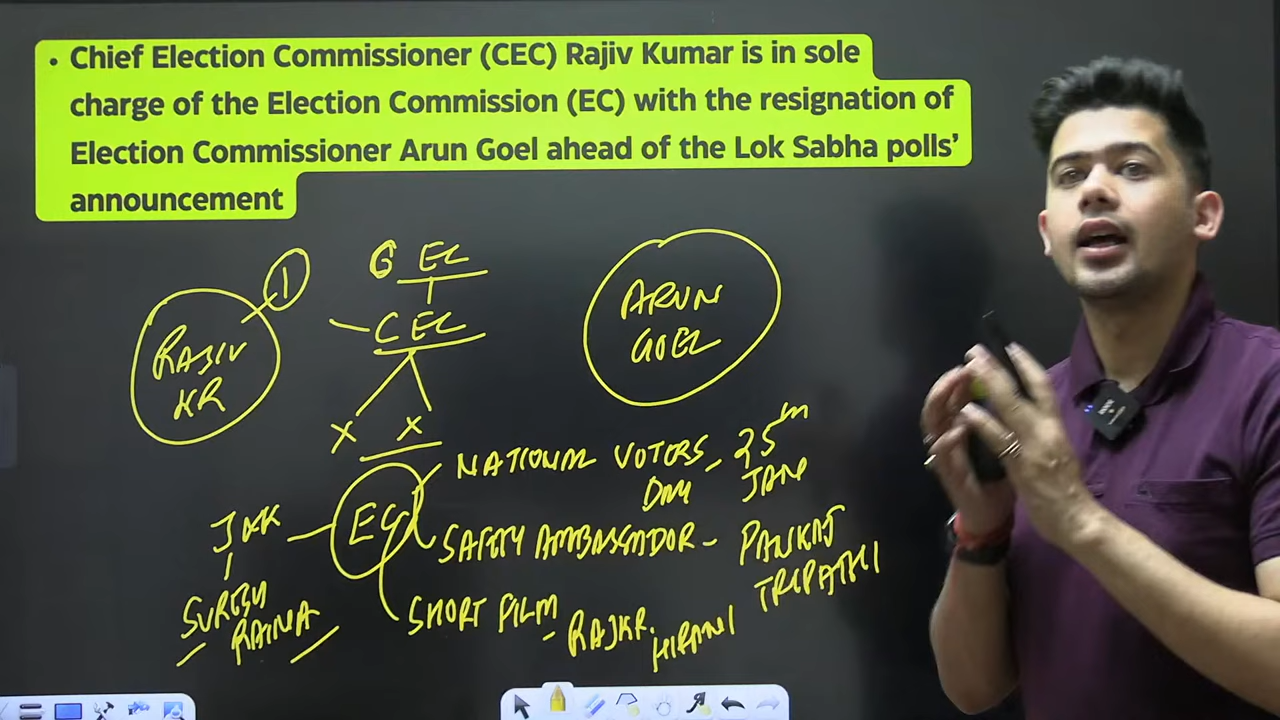 • Chief Election Commissioner (CEC) Rajiv Kumar is in sole
charge of the Election Commission (EC) with the resignation of
Election Commissioner Arun Goel ahead of the Lok Sabha polls’
announcement
1
RAJIV
KR
G EC
CEC
X X
ARUN
GOEL
NATIONAL VOTORS DAY - 25th JAN
J&K
EC
SAFETY AMBASSADOR - PANKAJ
TRIPATHI
SURESH
RAINA
SHORT FILM - RAJKR. HIRANI